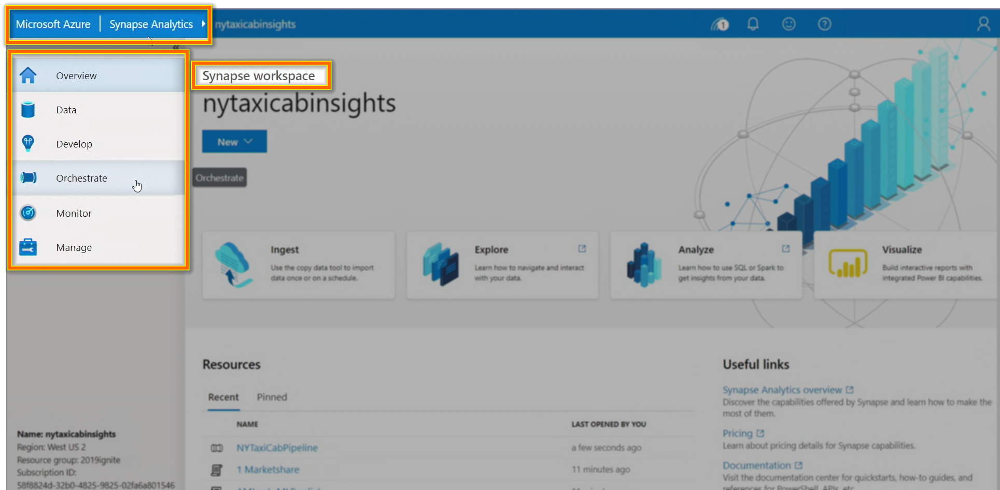 Microsoft Azure | Synapse Analytics nytaxicabinsights
1
«
Overview
Data
Develop
Orchestrate
Monitor
Manage
Synapse workspace
nytaxicabinsights
New
Orchestrate
Ingest
Use the copy data tool to import
data once or on a schedule.
Explore
Learn how to navigate and interact
with your data.
Analyze
Learn how to use SQL or Spark to
get insights from your data.
Visualize
Build interactive reports with
integrated Power BI capabilities.
Resources
Recent Pinned
NAME LAST OPENED BY YOU
NYTaxiCabPipeline a few seconds ago
1 Marketshare 11 minutes ago
Useful links
Synapse Analytics overview
Discover the capabilities offered by Synapse and learn how to make the
most of them.
Pricing
Learn about pricing details for Synapse capabilities.
Documentation
Visit the documentation center for quickstarts, how-to guides, and
references for PowerShell, APIs, etc.
Name: nytaxicabinsights
Region: West US 2
Resource group: 2019ignite
Subscription ID:
58f8824d-32b0-4825-9825-02fa6a801546